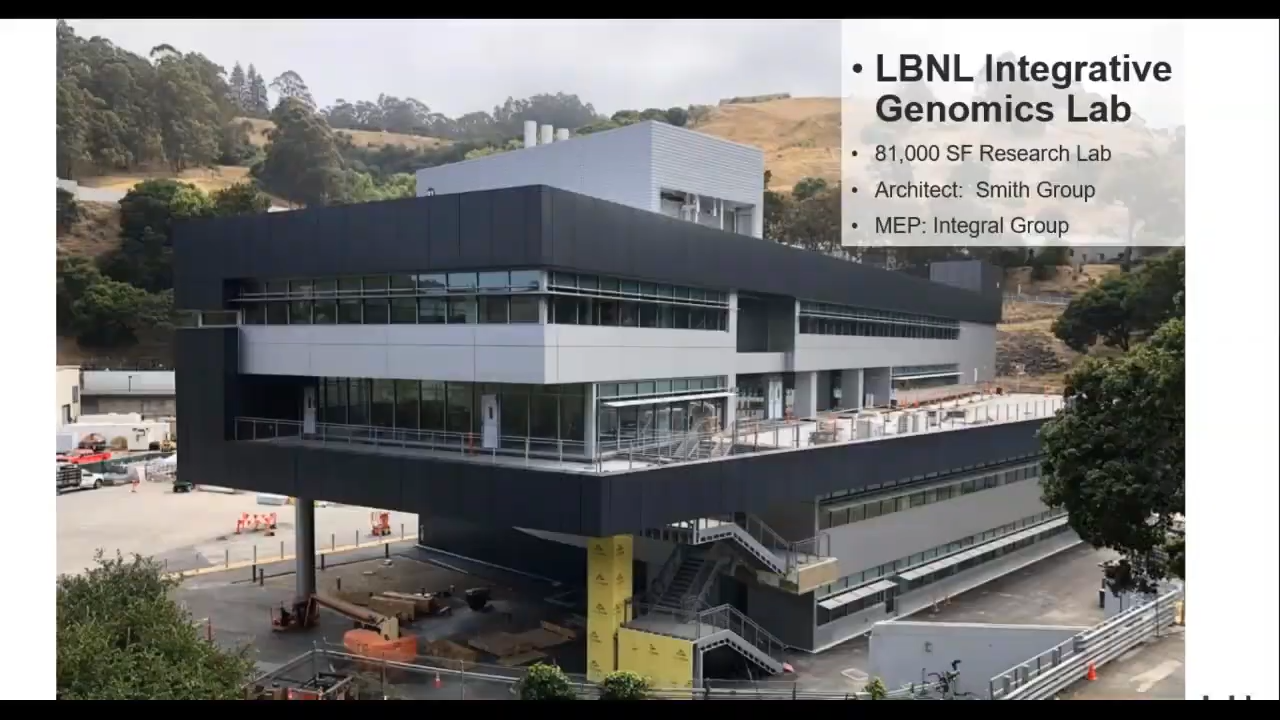 • LBNL Integrative
Genomics Lab
• 81,000 SF Research Lab
• Architect:  Smith Group
• MEP: Integral Group